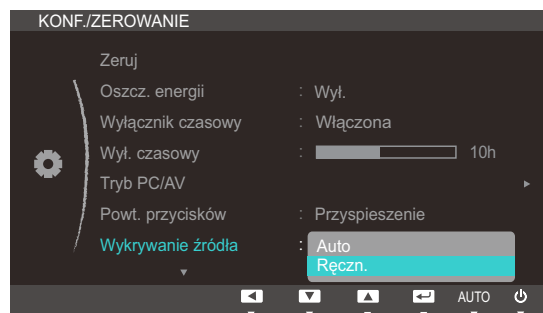 KONF./ZEROWANIE
Zeruj
Oszcz. energii : Wył.
Wyłącznik czasowy : Włączona
Wył. czasowy : 10h
Tryb PC/AV
Powt. przycisków : Przyspieszenie
Wykrywanie źródła : Auto
Ręczn.
AUTO